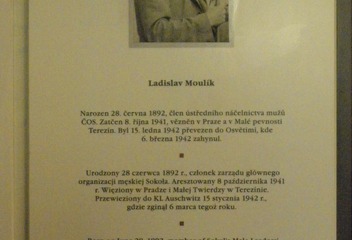 Ladislav Moulík
Narozen 28. června 1892, člen ústředního náčelnictva mužů
ČOS. Zatčen 8. října 1941, vězněn v Praze a v Malé pevnosti
Terezín. Byl 15. ledna 1942 převezen do Osvětimi, kde
6. března 1942 zahynul.
Urodzony 28 czerwca 1892 r., członek zarządu głównego
organizacji męskiej Sokoła. Aresztowany 8 października 1941
r. Więziony w Pradze i Małej Twierdzy w Terezinie.
Przewieziony do KL Auschwitz 15 stycznia 1942 r.,
gdzie zginął 6 marca tegoż roku.